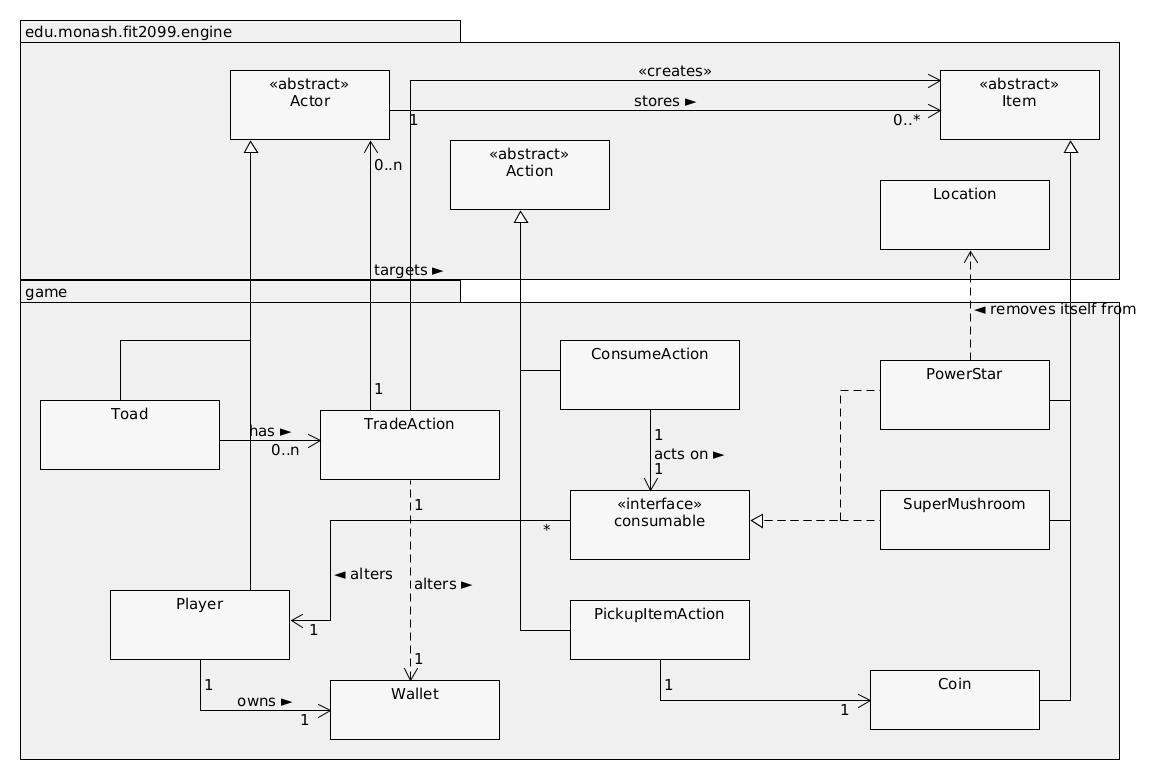 edu.monash.fit2099.engine
«abstract»
Actor
«creates»
stores ►
1
0..*
«abstract»
Item
0..n
«abstract»
Action
Location
targets ►
game
◄ removes itself from
ConsumeAction
PowerStar
1
Toad
TradeAction
has ►
0..n
1
acts on ►
1
1
«interface»
consumable
SuperMushroom
*
◄ alters
alters ►
Player
1
PickupItemAction
1
1
owns ►
1
Wallet
1
1
Coin